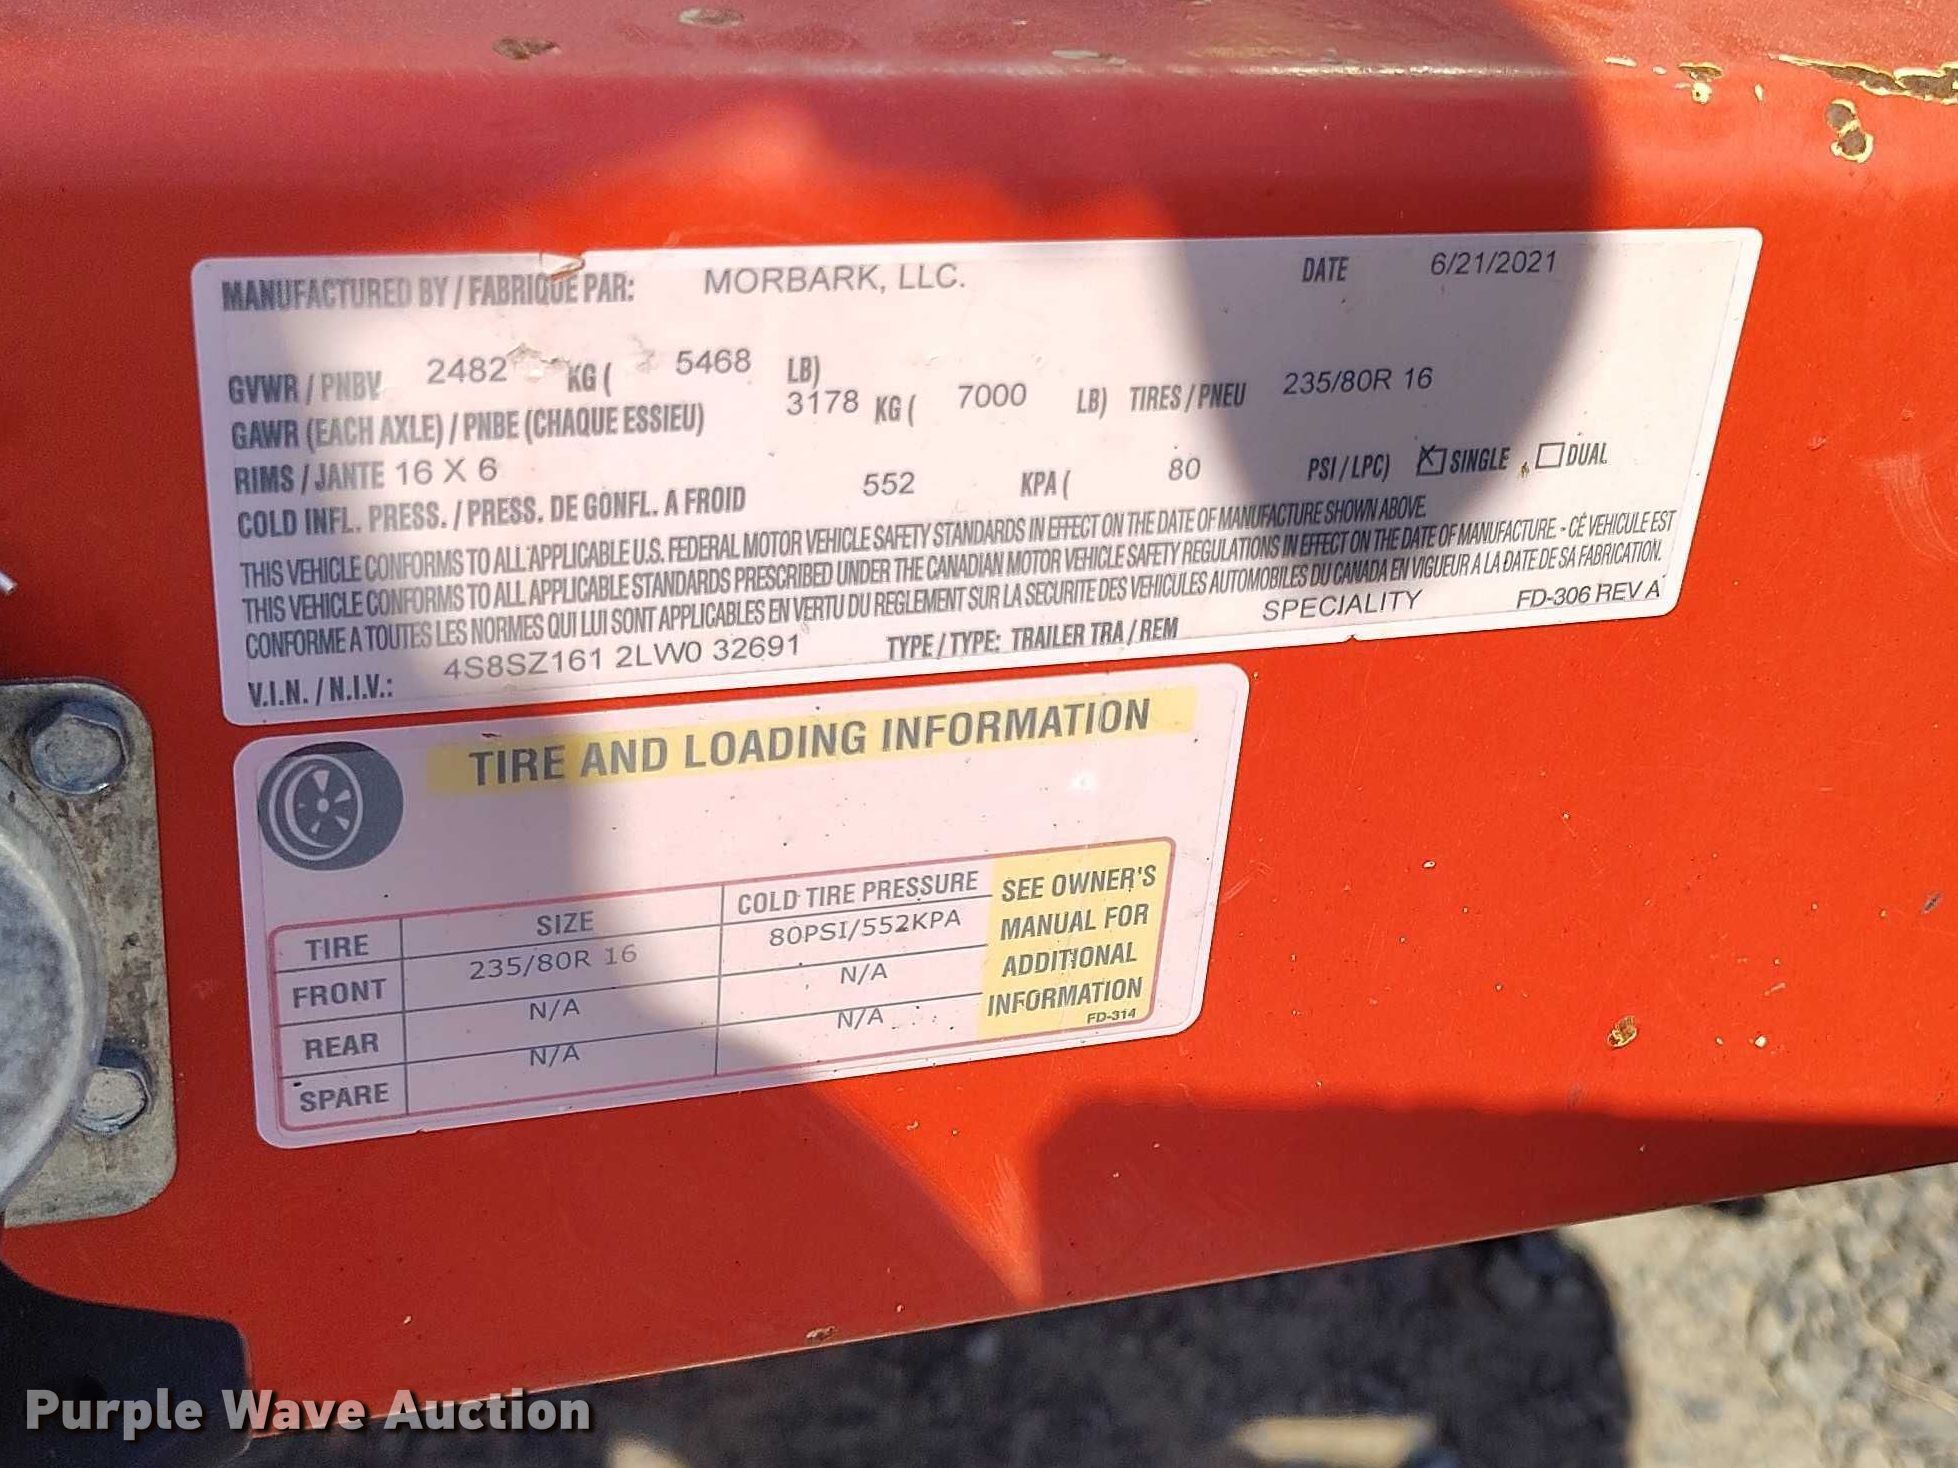 MANUFACTURED BY / FABRIQUE PAR: MORBARK, LLC. DATE 6/21/2021
GVWR / PNBV 2482 KG ( 5468 LB)
GAWR (EACH AXLE) / PNBE (CHAQUE ESSIEU) 3178 KG ( 7000 LB) TIRES / PNEU 235/80R 16
RIMS / JANTE 16 X 6
COLD INFL. PRESS. / PRESS. DE GONFL. A FROID 552 KPA ( 80 PSI / LPC) SINGLE , DUAL
THIS VEHICLE CONFORMS TO ALL APPLICABLE U.S. FEDERAL MOTOR VEHICLE SAFETY STANDARDS IN EFFECT ON THE DATE OF MANUFACTURE SHOWN ABOVE.
THIS VEHICLE CONFORMS TO ALL APPLICABLE STANDARDS PRESCRIBED UNDER THE CANADIAN MOTOR VEHICLE SAFETY REGULATIONS IN EFFECT ON THE DATE OF MANUFACTURE - CÉ VEHICULE EST
CONFORME A TOUTES LES NORMES QUI LUI SONT APPLICABLES EN VERTU DU REGLEMENT SUR LA SECURITE DES VEHICULES AUTOMOBILES DU CANADA EN VIGUEUR A LA DATE DE SA FABRICATION.
V.I.N. / N.I.V.: 4S8SZ161 2LW0 32691 TYPE / TYPE: TRAILER TRA / REM SPECIALITY FD-306 REV A
TIRE AND LOADING INFORMATION
TIRE SIZE COLD TIRE PRESSURE
FRONT 235/80R 16 80PSI/552KPA
REAR N/A N/A
SPARE N/A N/A
SEE OWNER'S
MANUAL FOR
ADDITIONAL
INFORMATION
FD-314
Purple Wave Auction